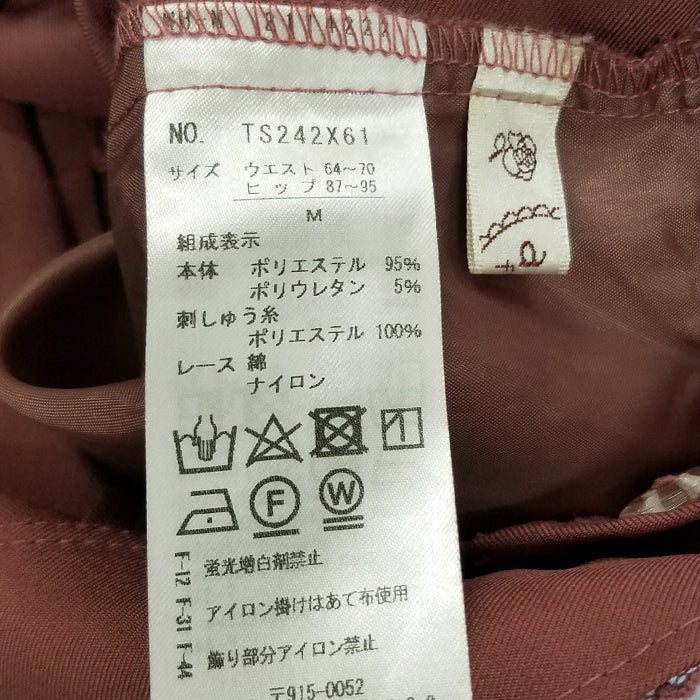 NO. TS242X61
サイズ ウエスト 64～70
ヒップ 87～95
M
組成表示
本体 ポリエステル 95%
ポリウレタン 5%
刺しゅう糸
ポリエステル 100%
レース 綿
ナイロン
F
W
F-12 F-31 F-44
蛍光増白剤禁止
アイロン掛けはあて布使用
飾り部分アイロン禁止
〒915-0052